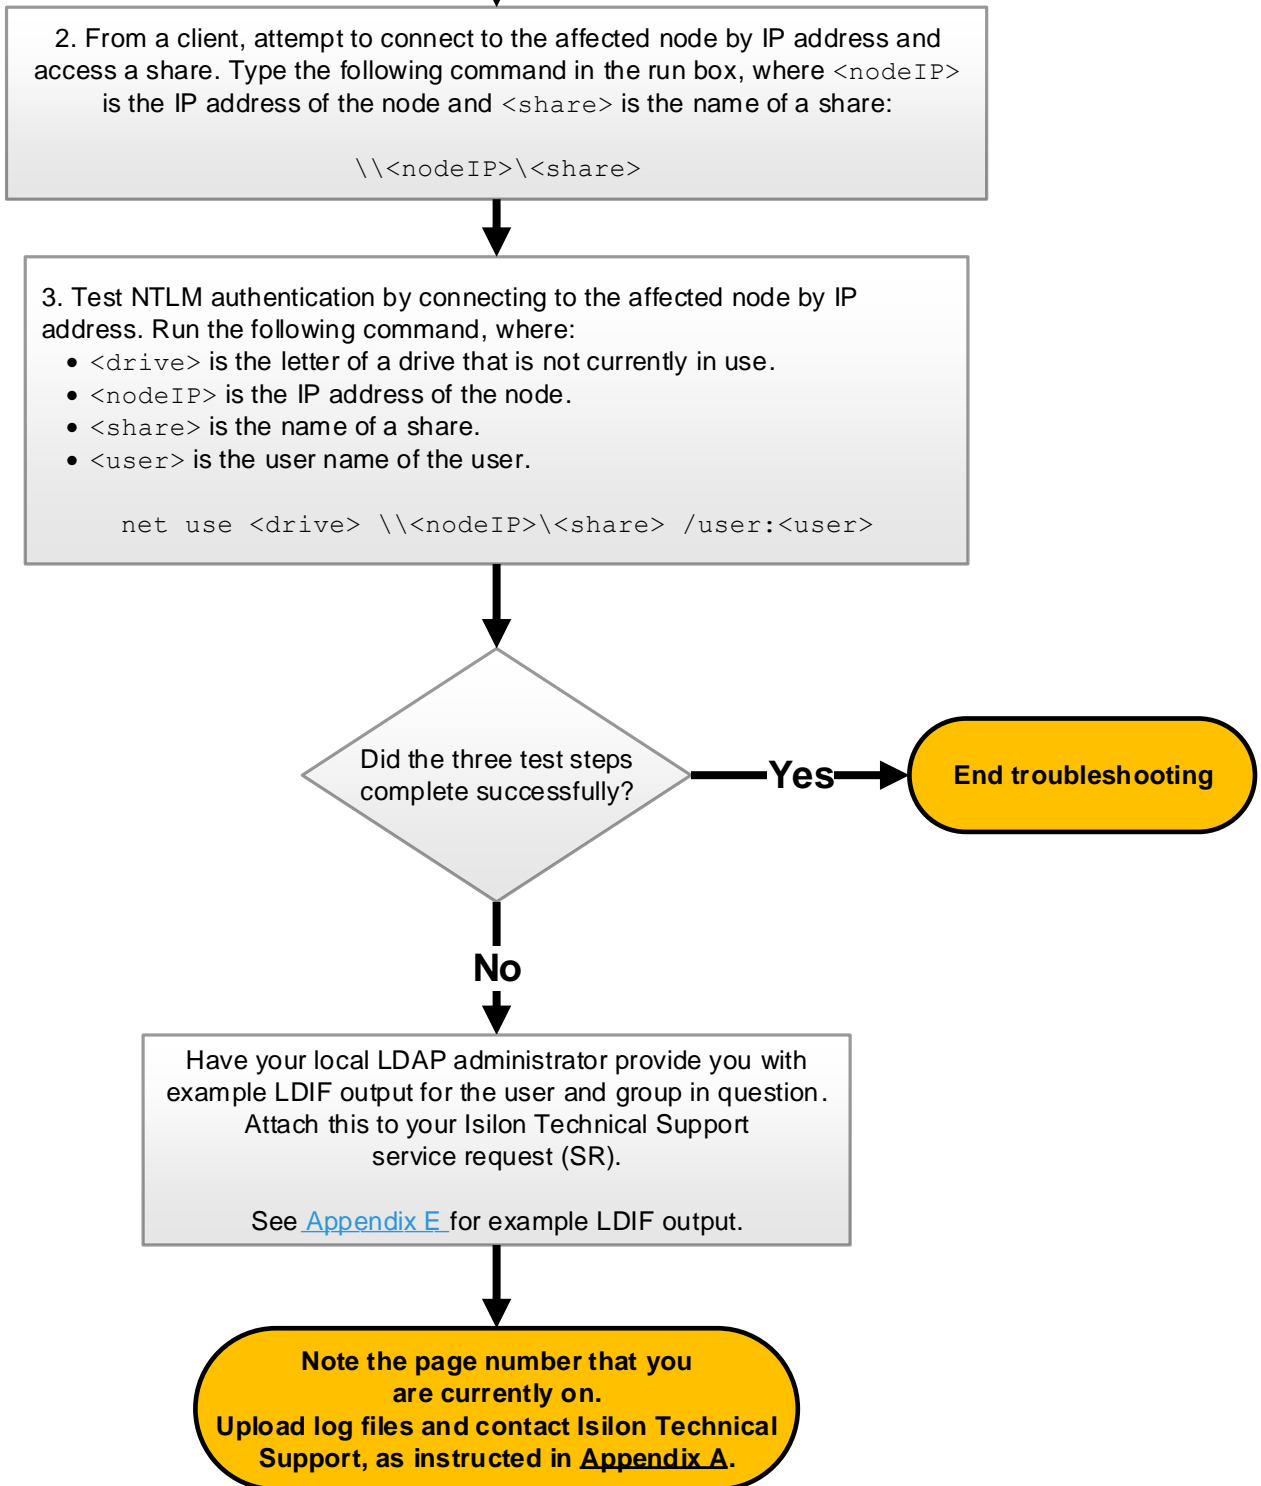 2. From a client, attempt to connect to the affected node by IP address and
access a share. Type the following command in the run box, where <nodeIP>
is the IP address of the node and <share> is the name of a share:
\\<nodeIP>\<share>
3. Test NTLM authentication by connecting to the affected node by IP
address. Run the following command, where:
• <drive> is the letter of a drive that is not currently in use.
• <nodeIP> is the IP address of the node.
• <share> is the name of a share.
• <user> is the user name of the user.
net use <drive> \\<nodeIP>\<share> /user:<user>
Did the three test steps
complete successfully?
Yes
End troubleshooting
No
Have your local LDAP administrator provide you with
example LDIF output for the user and group in question.
Attach this to your Isilon Technical Support
service request (SR).
See Appendix E for example LDIF output.
Note the page number that you
are currently on.
Upload log files and contact Isilon Technical
Support, as instructed in Appendix A.